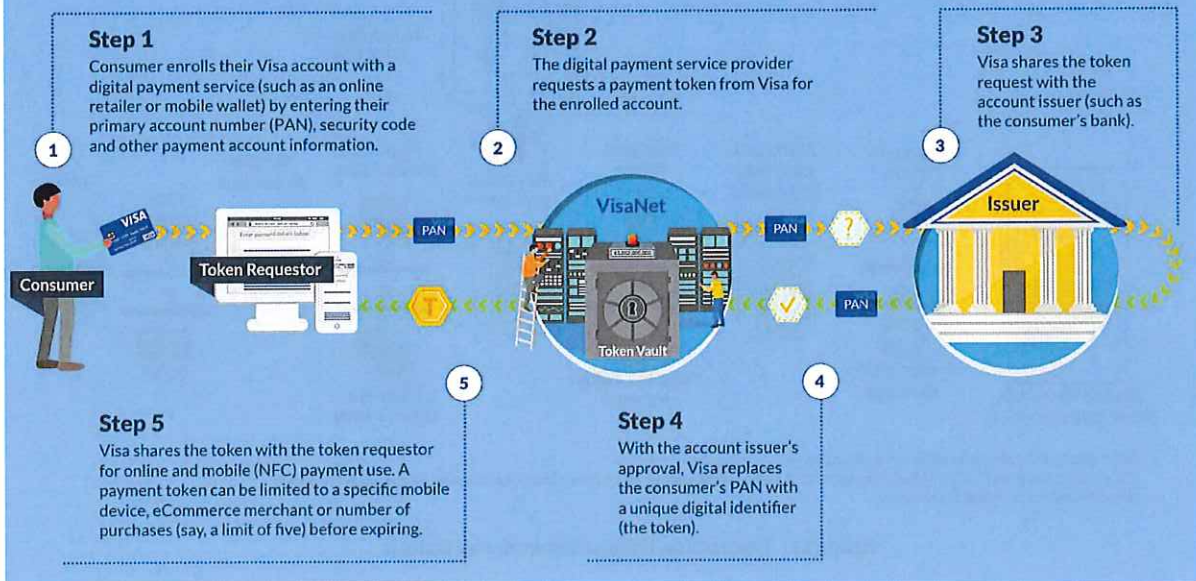 Step 1
Consumer enrolls their Visa account with a
digital payment service (such as an online
retailer or mobile wallet) by entering their
primary account number (PAN), security code
and other payment account information.
1
Step 2
The digital payment service provider
requests a payment token from Visa for
the enrolled account.
2
Step 3
Visa shares the token
request with the
account issuer (such as
the consumer's bank).
3
Consumer
VISA
Token Requestor
PAN
T
VisaNet
Token Vault
PAN
?
PAN
Issuer
5
Step 5
Visa shares the token with the token requestor
for online and mobile (NFC) payment use. A
payment token can be limited to a specific mobile
device, eCommerce merchant or number of
purchases (say, a limit of five) before expiring.
4
Step 4
With the account issuer's
approval, Visa replaces
the consumer's PAN with
a unique digital identifier
(the token).